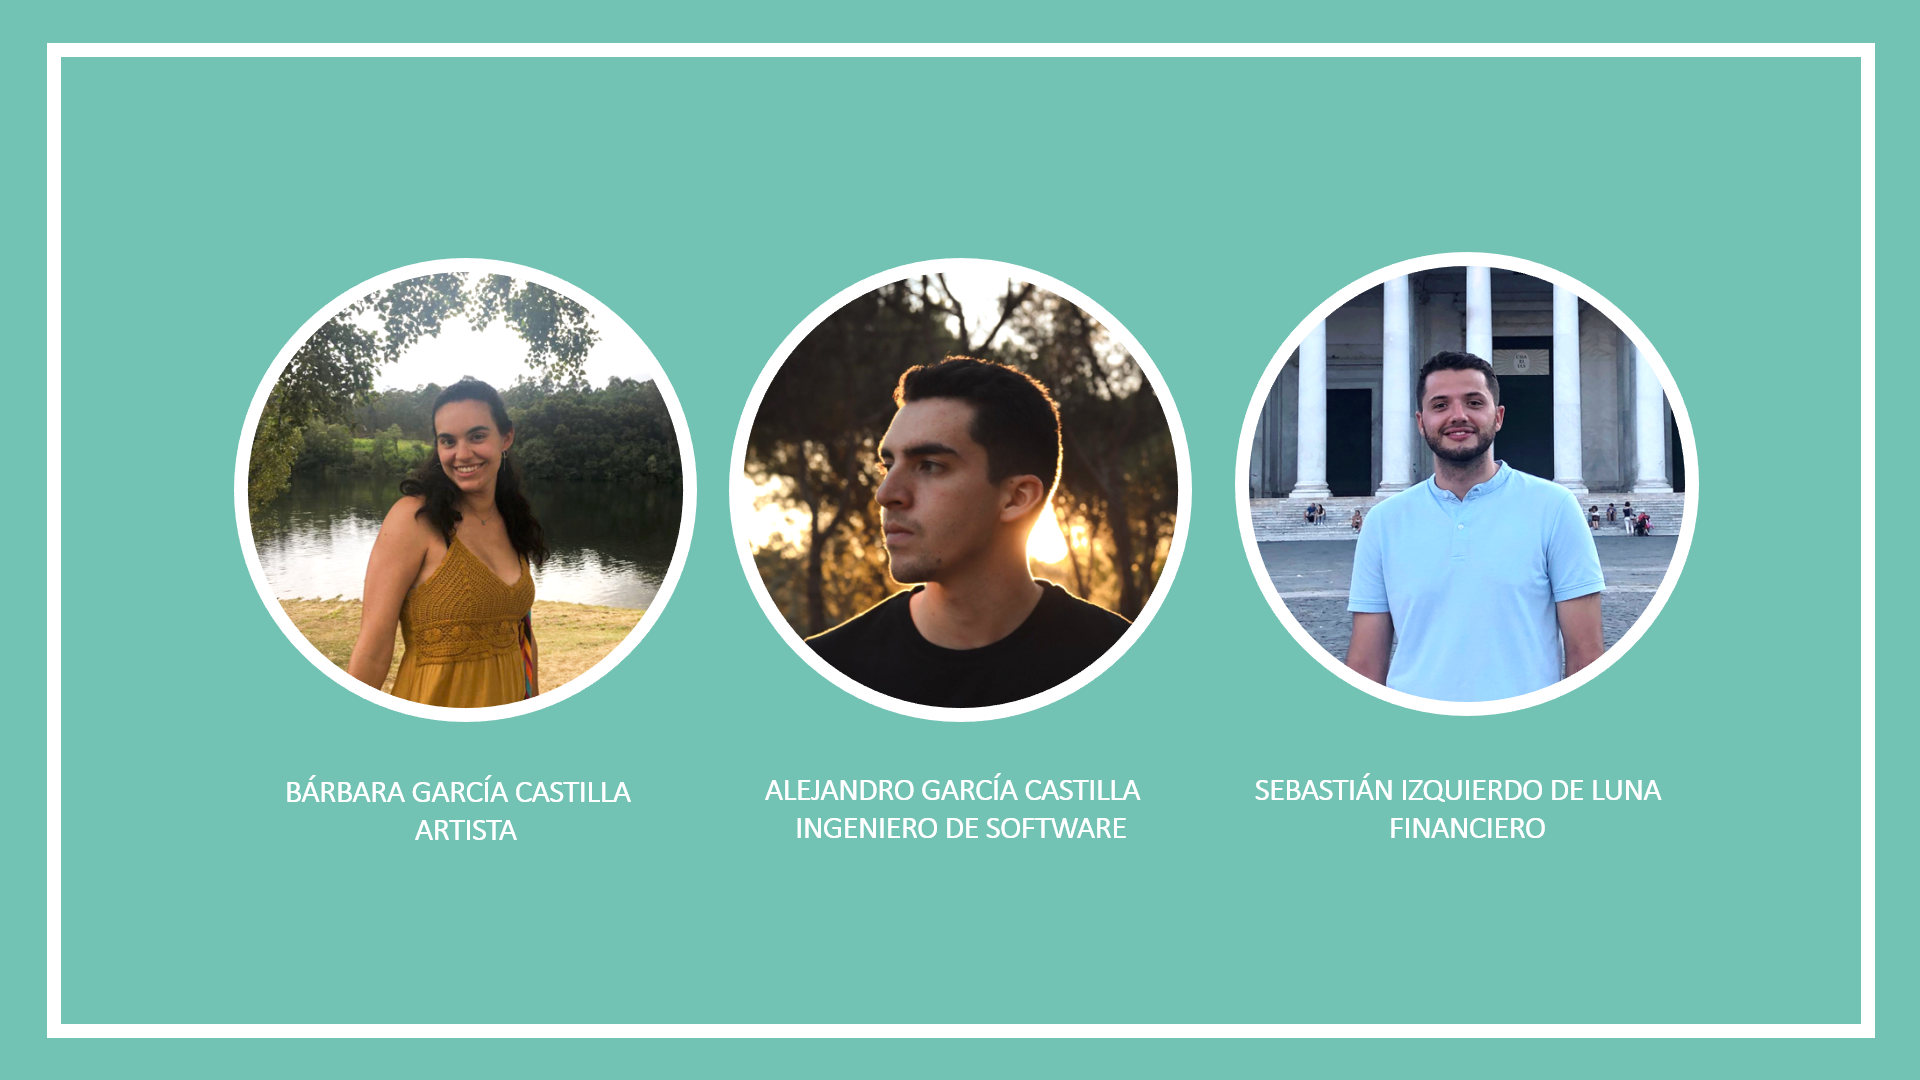 BÁRBARA GARCÍA CASTILLA
ARTISTA
ALEJANDRO GARCÍA CASTILLA
INGENIERO DE SOFTWARE
SEBASTIÁN IZQUIERDO DE LUNA
FINANCIERO